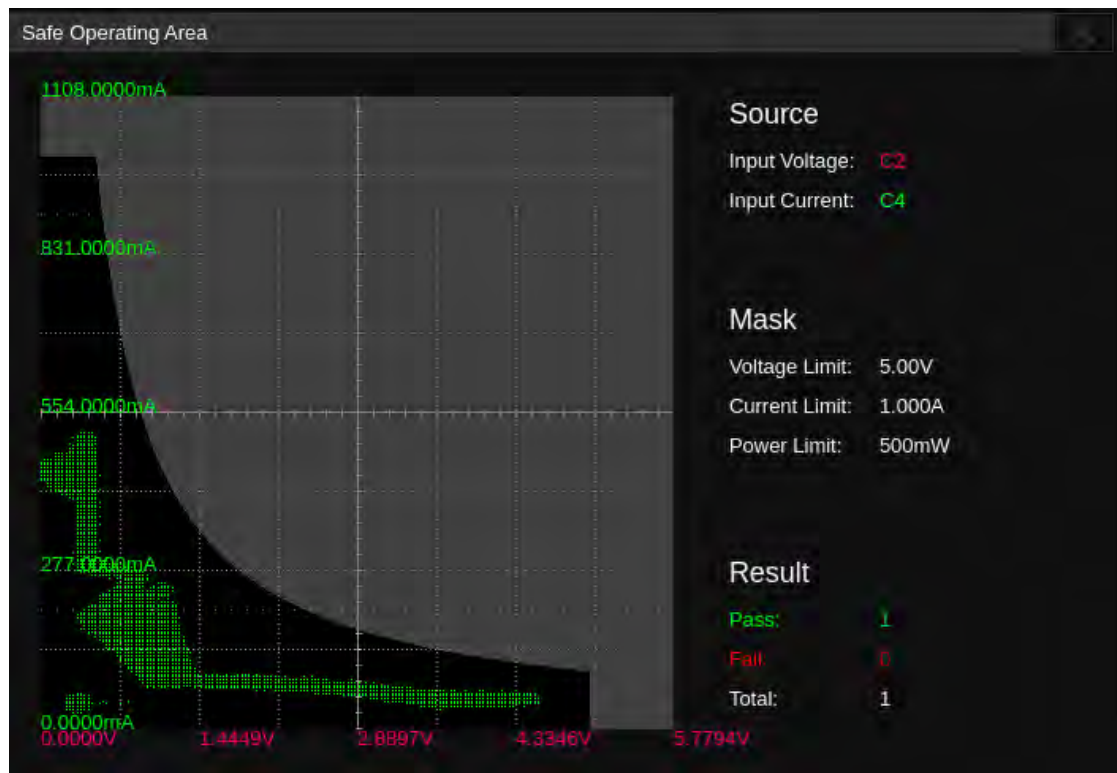 Safe Operating Area
1108.0000mA
831.0000mA
554.0000mA
277.0000mA
0.0000mA
0.0000V 1.4449V 2.8897V 4.3346V 5.7794V
Source
Input Voltage: C2
Input Current: C4
Mask
Voltage Limit: 5.00V
Current Limit: 1.000A
Power Limit: 500mW
Result
Pass: 1
Fail:
Total: 1